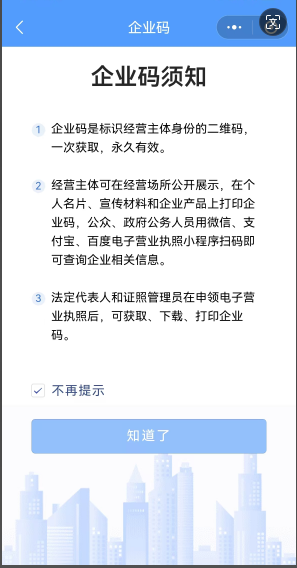 企业码
企业码须知
1 企业码是标识经营主体身份的二维码，
一次获取，永久有效。
2 经营主体可在经营场所公开展示，在个
人名片、宣传材料和企业产品上打印企
业码，公众、政府公务人员用微信、支
付宝、百度电子营业执照小程序扫码即
可查询企业相关信息。
3 法定代表人和证照管理员在申领电子营
业执照后，可获取、下载、打印企业
码。
不再提示
知道了